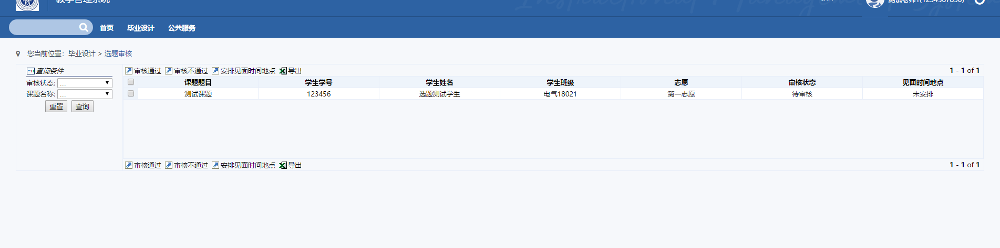 教学管理系统
测试老师1(1234567890)
首页 毕业设计 公共服务
您当前位置：毕业设计 > 选题审核
查询条件
审核状态: ...
课题名称: ...
重置 查询
审核通过 审核不通过 安排见面时间地点 导出 1 - 1 of 1
课题题目 学生学号 学生姓名 学生班级 志愿 审核状态 见面时间地点
测试课题 123456 选题测试学生 电气18021 第一志愿 待审核 未安排
审核通过 审核不通过 安排见面时间地点 导出 1 - 1 of 1